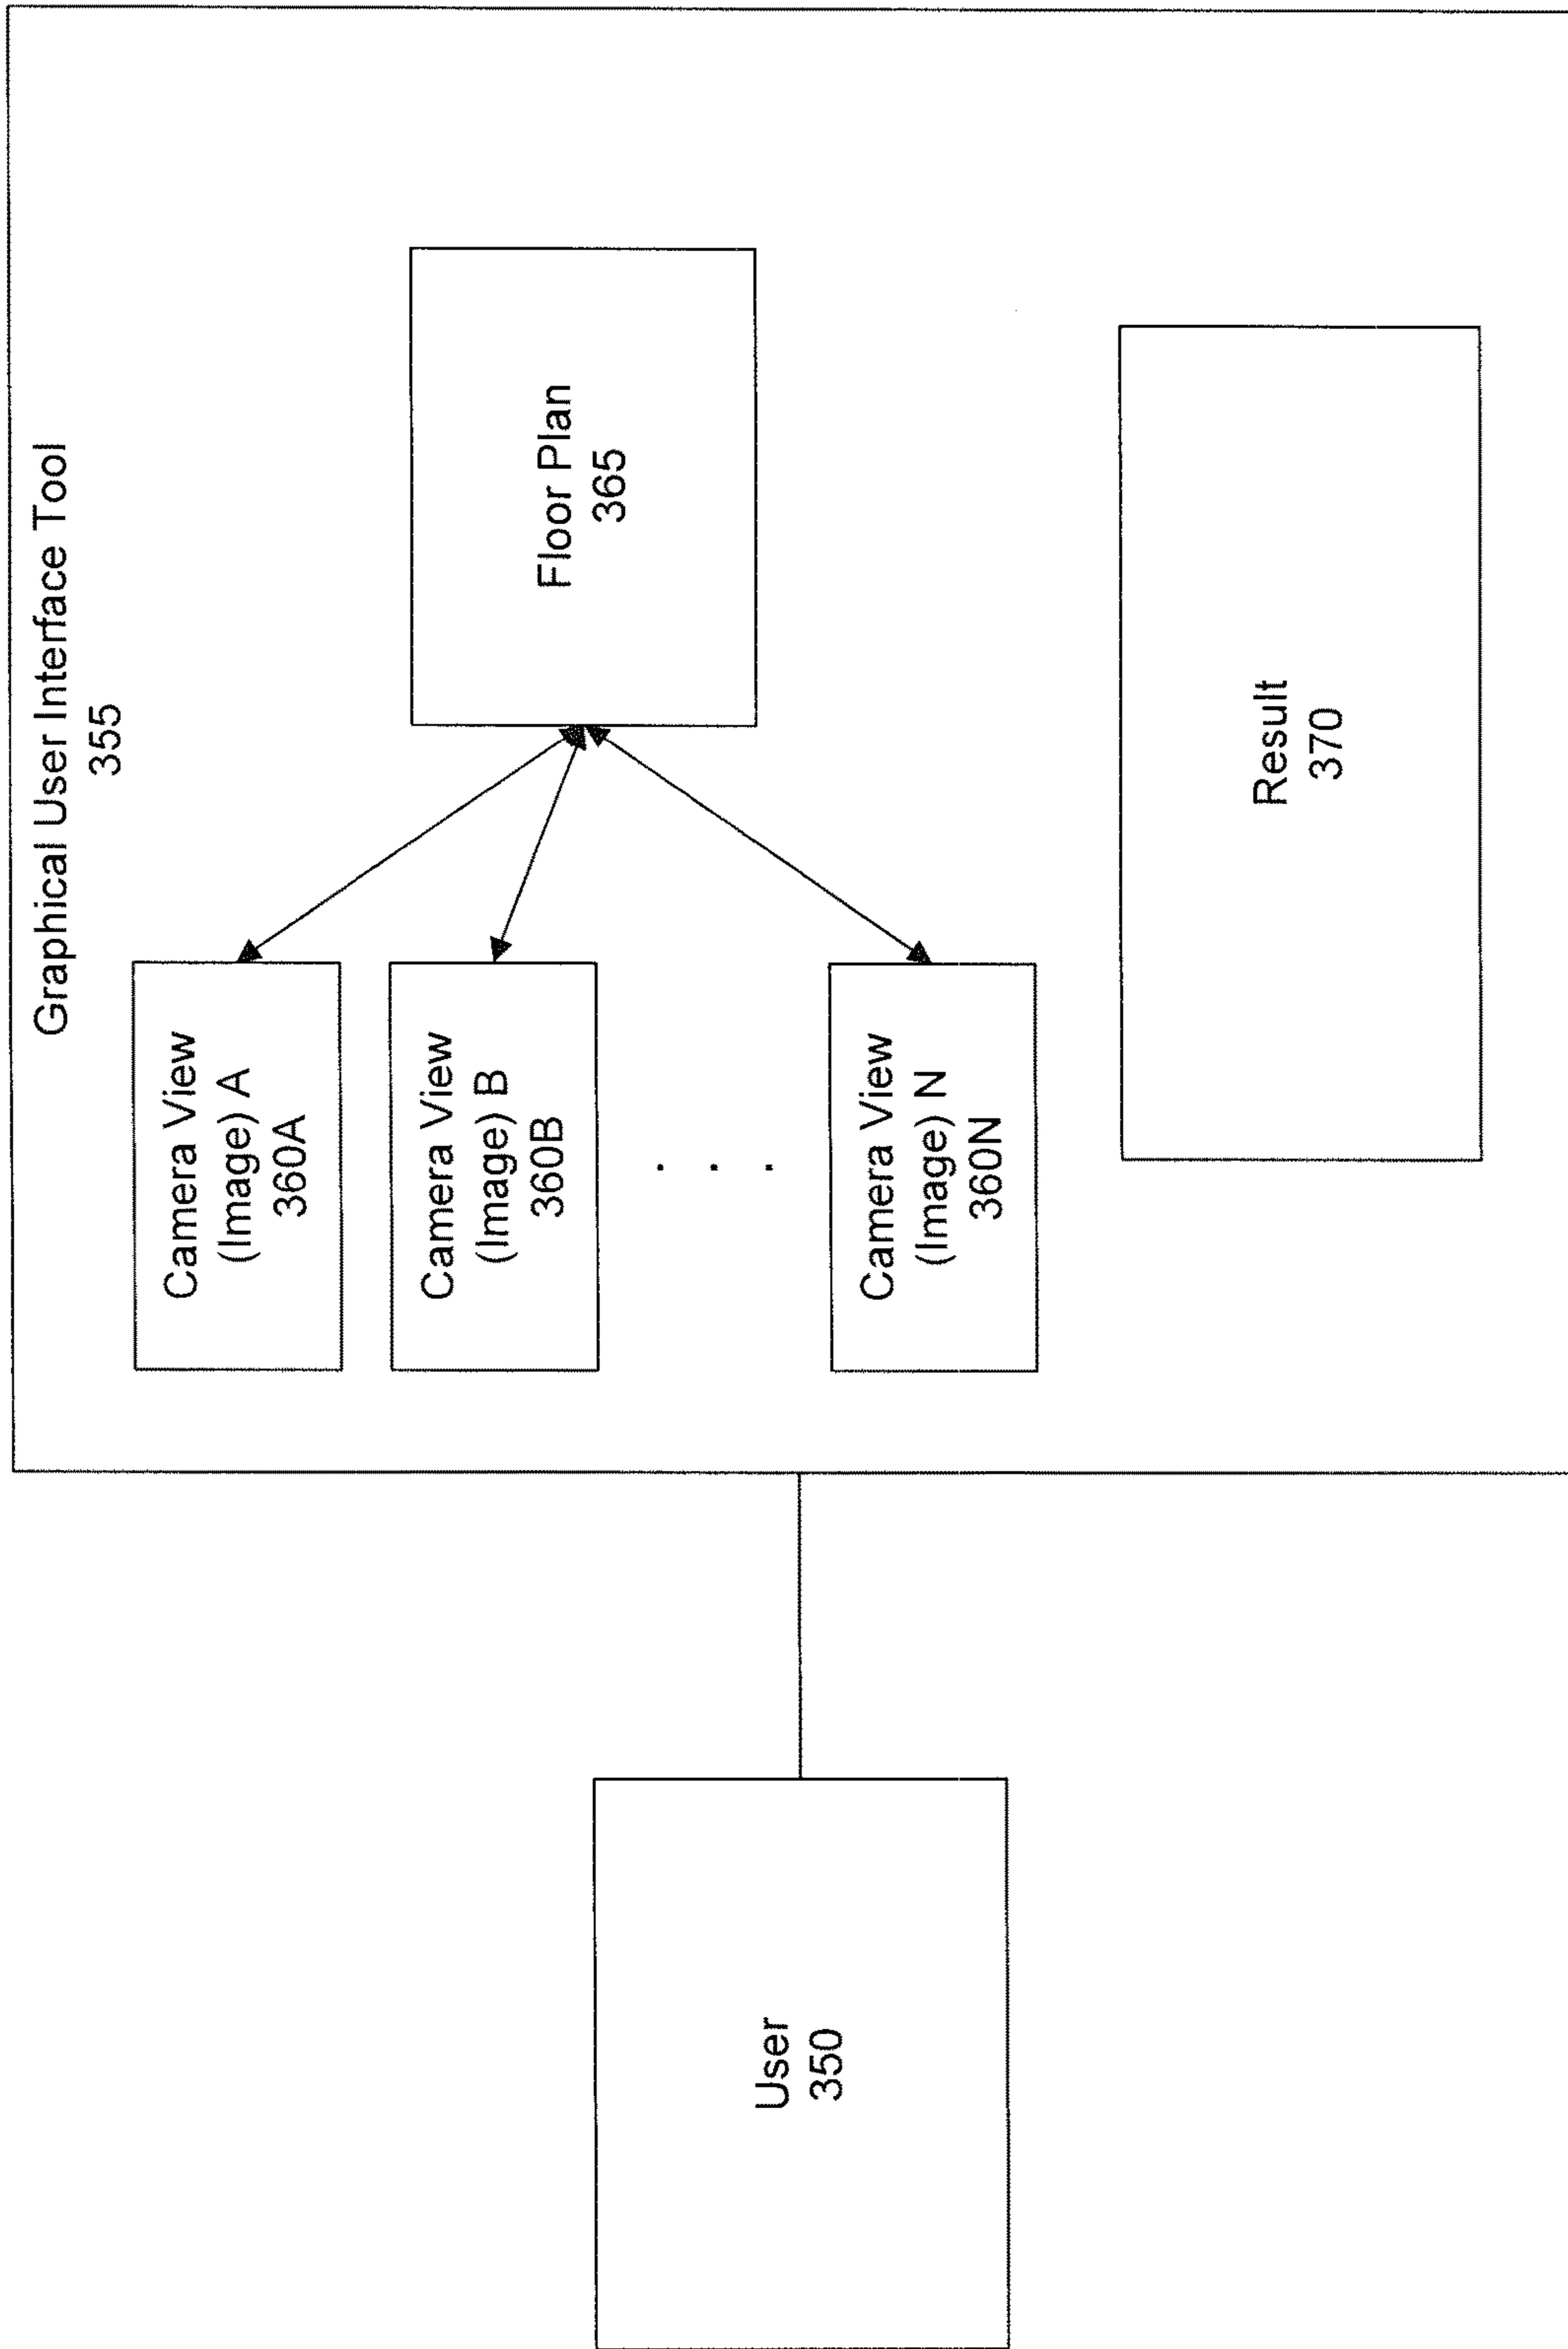 Graphical User Interface Tool
355
Camera View
(Image) A
360A
Camera View
(Image) B
360B
. . .
Camera View
(Image) N
360N
Floor Plan
365
Result
370
User
350